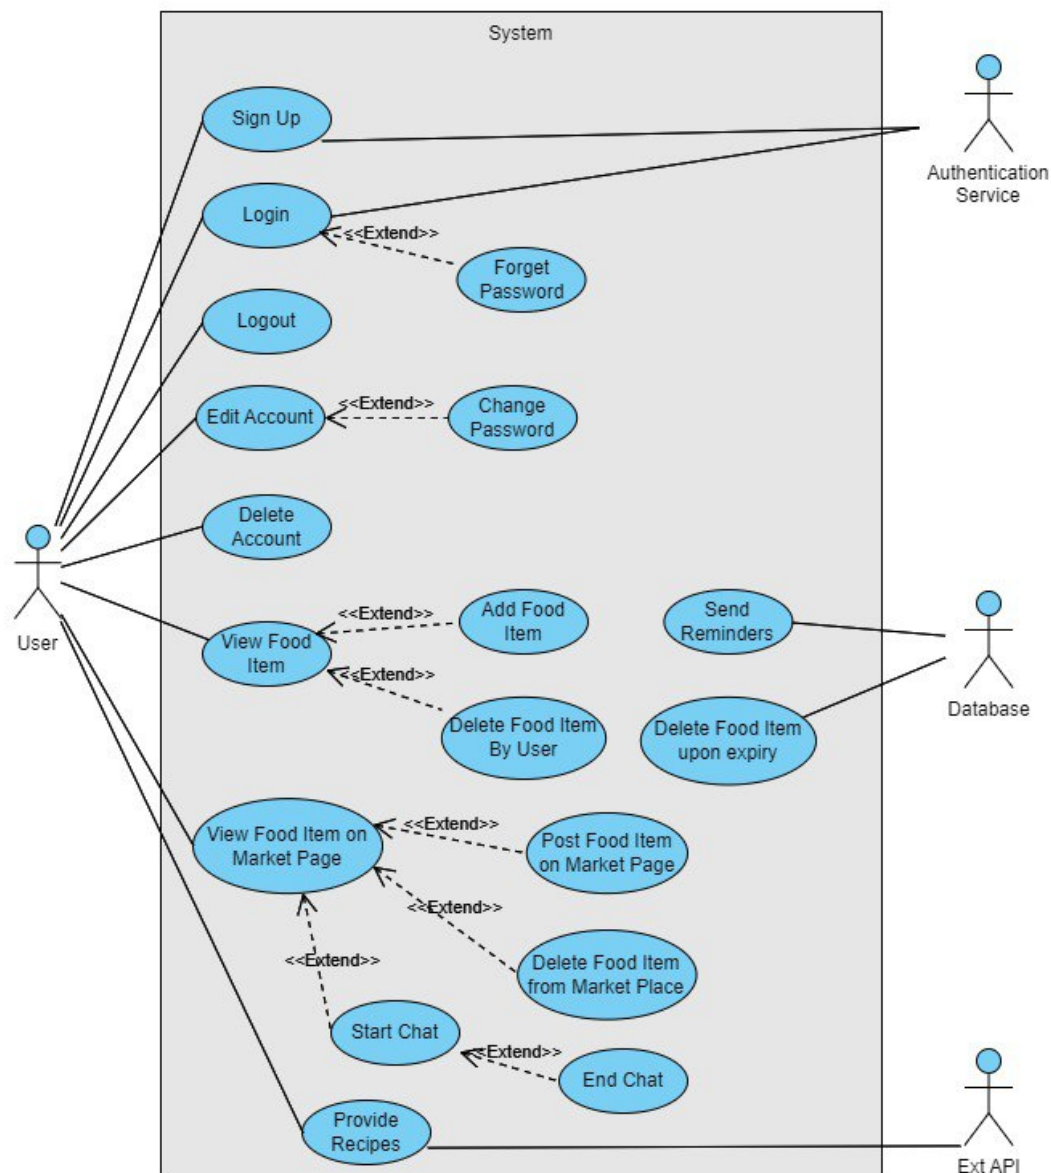 System
Sign Up
Authentication
Service
Login
<<Extend>>
Forget
Password
Logout
<<Extend>>
Edit Account
Change
Password
Delete
Account
User
<<Extend>>
Add Food
Item
Send
Reminders
View Food
Item
<<Extend>>
Delete Food Item
By User
Delete Food Item
upon expiry
Database
View Food Item on
Market Page
<<Extend>>
Post Food Item
on Market Page
<<Extend>>
Delete Food Item
from Market Place
<<Extend>>
Start Chat
<<Extend>>
End Chat
Provide
Recipes
Ext API